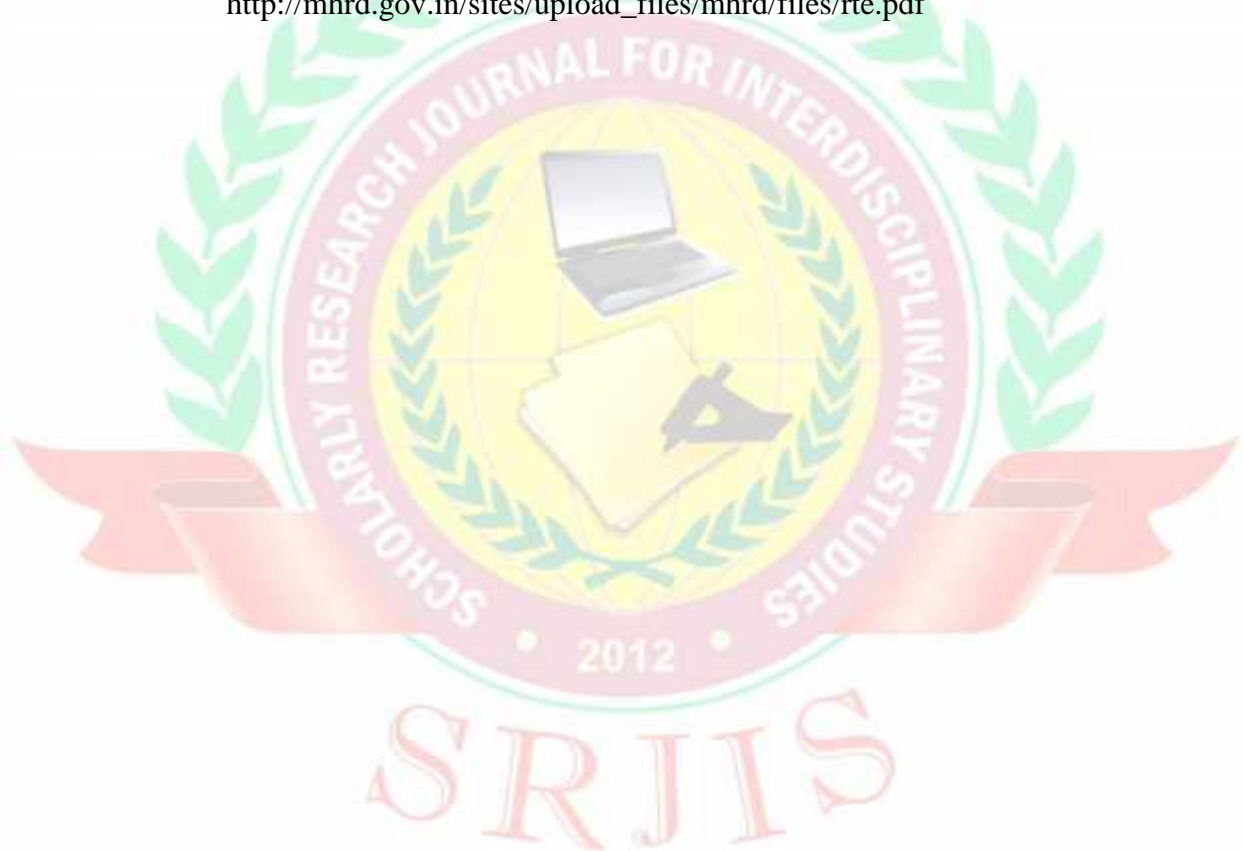 http://mhrd.gov.in/sites/upload_files/mhrd/files/rte.pdf
SCHOLARLY RESEARCH JOURNAL FOR INTERDISCIPLINARY STUDIES
• 2012 •
SRJIS